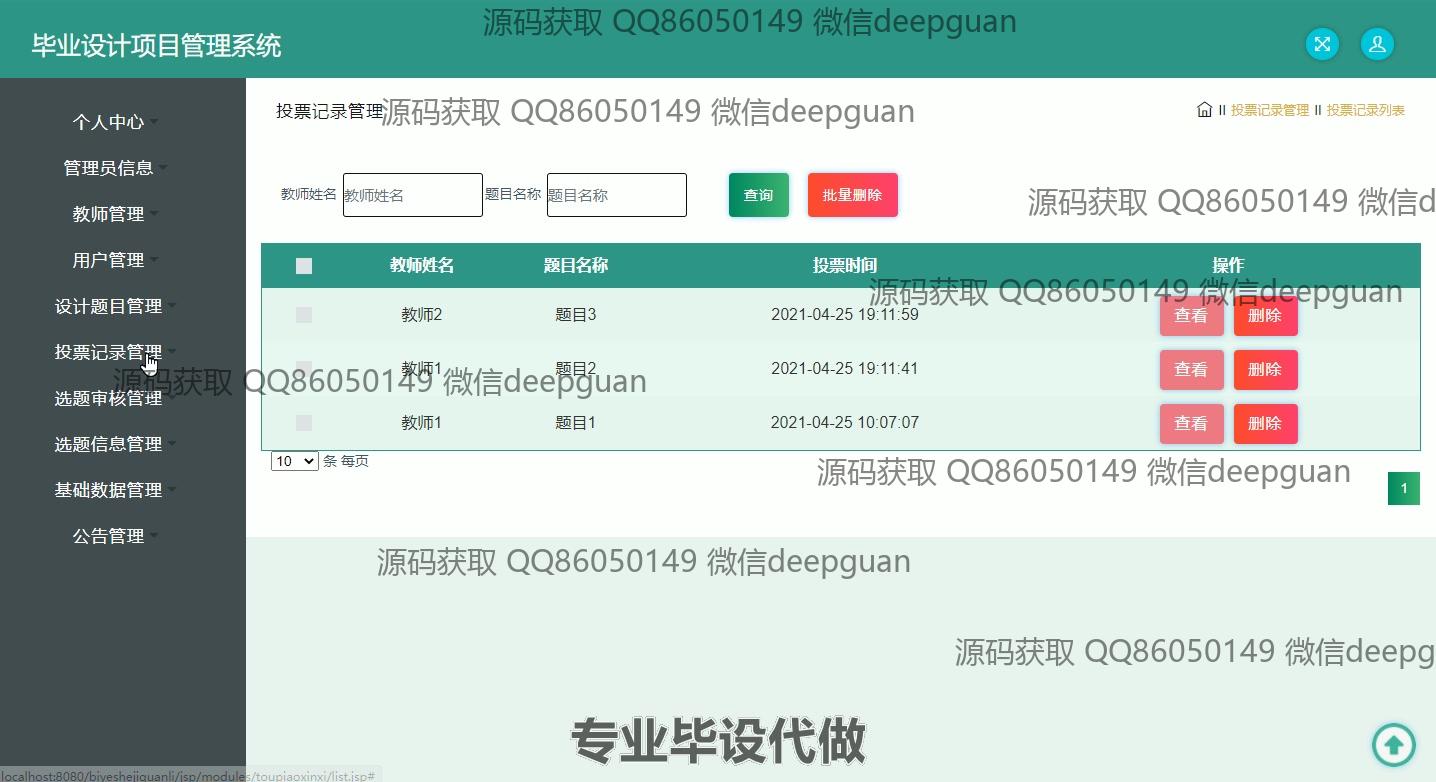 源码获取 QQ86050149 微信deepguan
毕业设计项目管理系统
个人中心
管理员信息
教师管理
用户管理
设计题目管理
投票记录管理
选题审核管理
选题信息管理
基础数据管理
公告管理
投票记录管理
源码获取 QQ86050149 微信deepguan
投票记录管理 II 投票记录列表
教师姓名 教师姓名 题目名称 题目名称 查询 批量删除
源码获取 QQ86050149 微信d
教师姓名 题目名称 投票时间 操作
源码获取 QQ86050149 微信deepguan
教师2 题目3 2021-04-25 19:11:59 查看 删除
教师1 题目2 2021-04-25 19:11:41 查看 删除
源码获取 QQ86050149 微信deepguan
教师1 题目1 2021-04-25 10:07:07 查看 删除
10 条 每页
源码获取 QQ86050149 微信deepguan
1
源码获取 QQ86050149 微信deepguan
源码获取 QQ86050149 微信deepg
专业毕设代做
localhost:8080/biyeshejiguanli/jsp/modules/toupiaoxinxi/list.jsp#